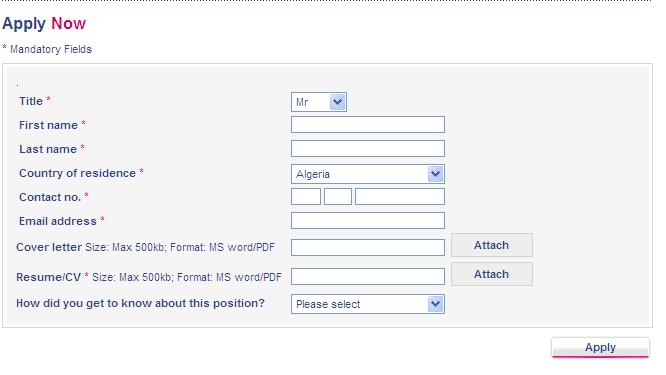 Apply Now
* Mandatory Fields
.
Title * Mr
First name *
Last name *
Country of residence * Algeria
Contact no. *
Email address *
Cover letter Size: Max 500kb; Format: MS word/PDF Attach
Resume/CV * Size: Max 500kb; Format: MS word/PDF Attach
How did you get to know about this position? Please select
Apply